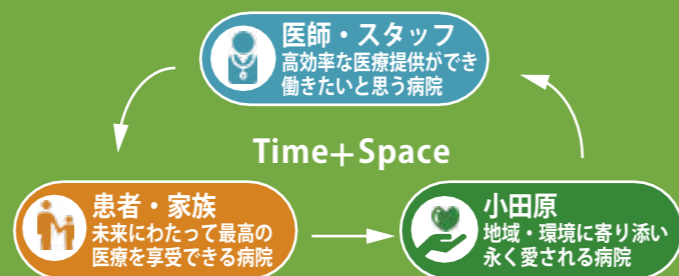 医師・スタッフ
高効率な医療提供ができ
働きたいと思う病院
Time+Space
患者・家族
未来にわたって最高の
医療を享受できる病院
小田原
地域・環境に寄り添い
永く愛される病院